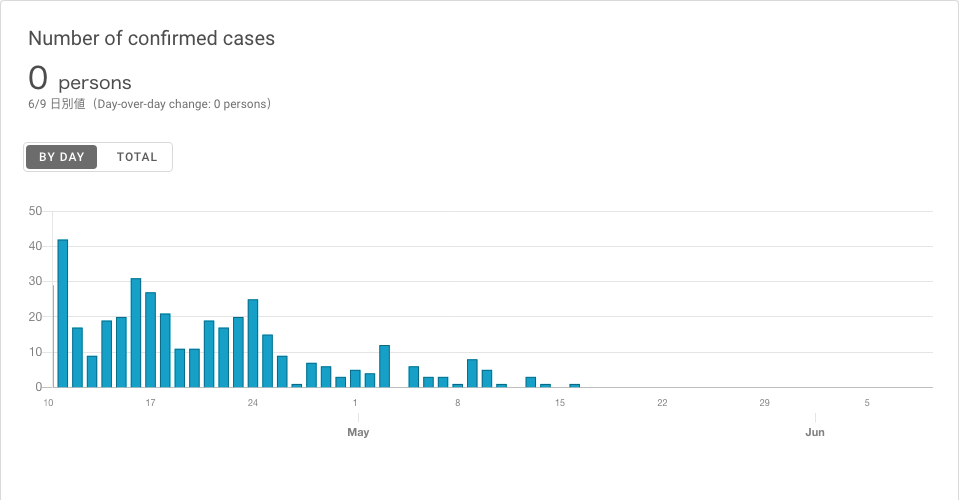 Number of confirmed cases
0 persons
6/9 日別値（Day-over-day change: 0 persons）
BY DAY TOTAL
50
40
30
20
10
0
10 17 24 1 8 15 22 29 5
May Jun